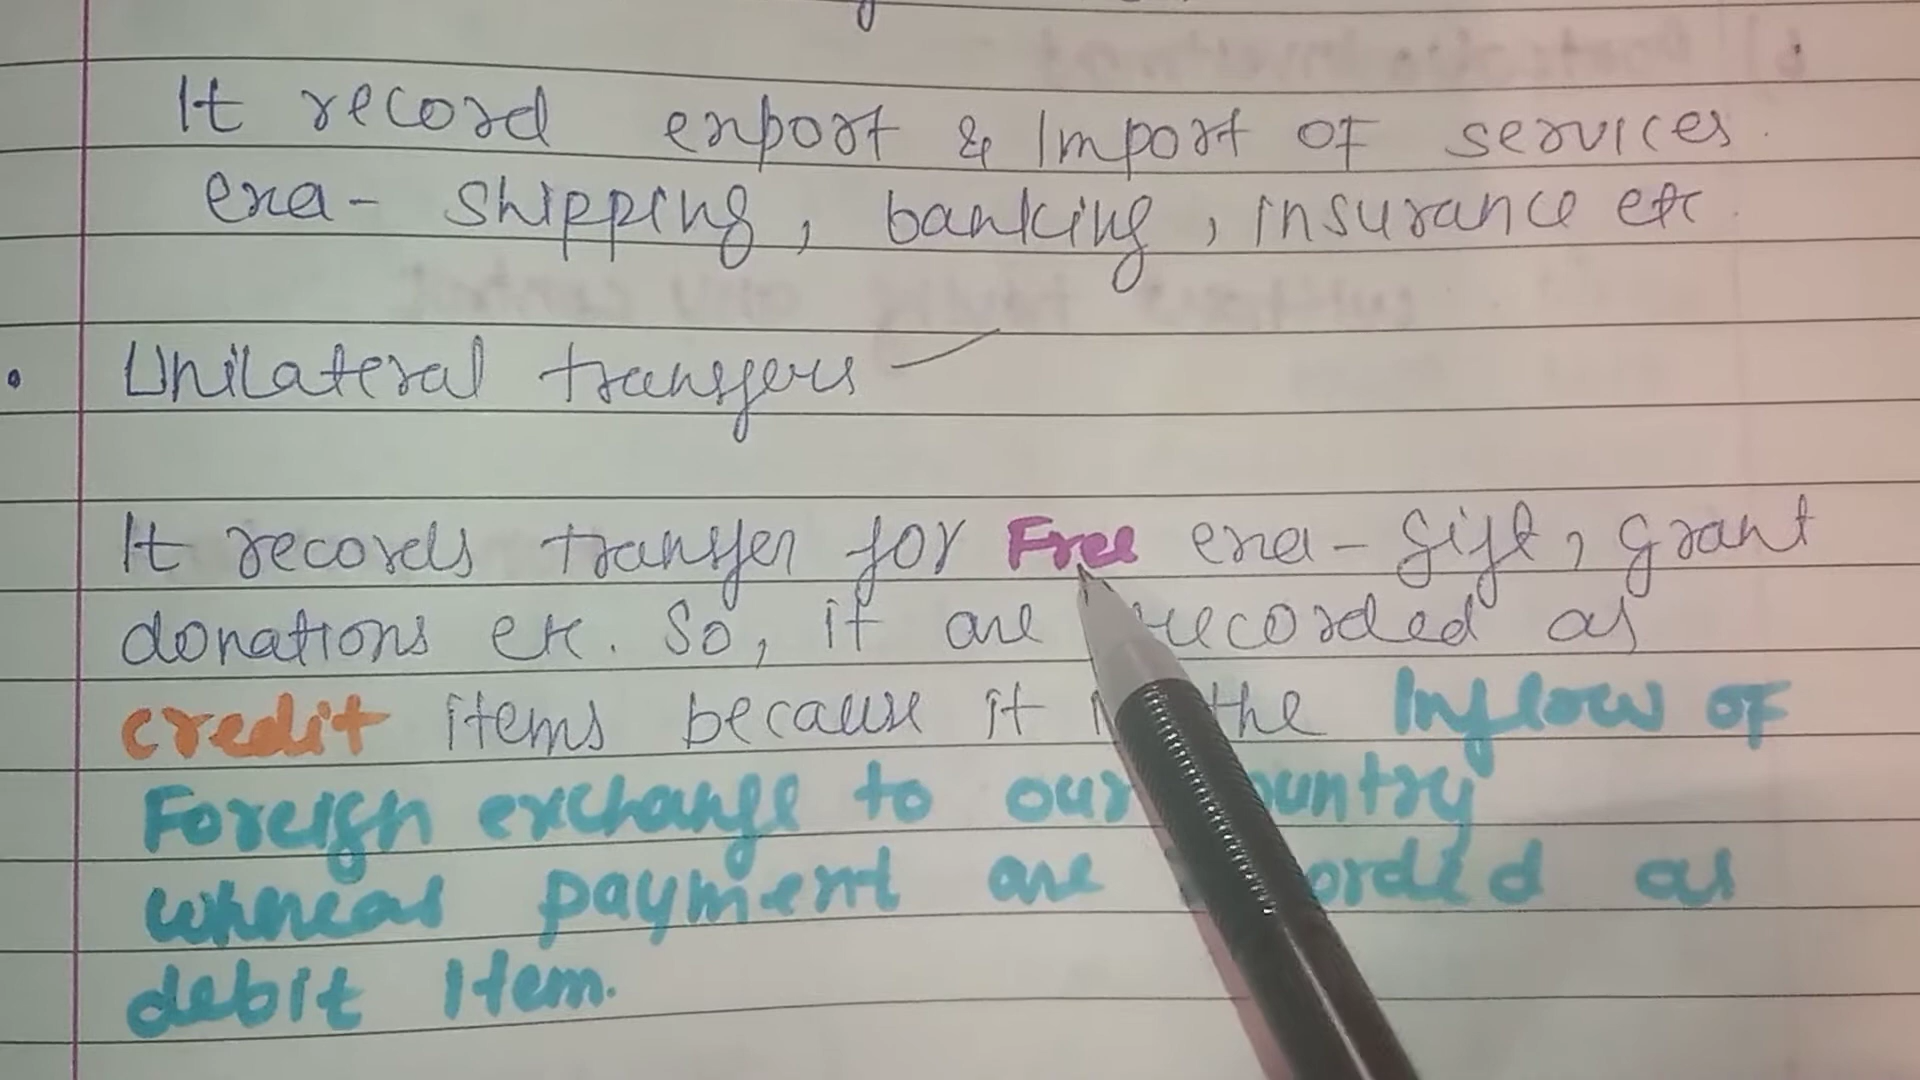 It record export & Import of services.
exa- shipping, banking, insurance etc.
• Unilateral transfers -
It records transfer for Free exa- gift, grant
donations etc. So, it are recorded as
credit items because it the Inflow of
Foreign exchange to our country
whereas payment are recorded as
debit Item.